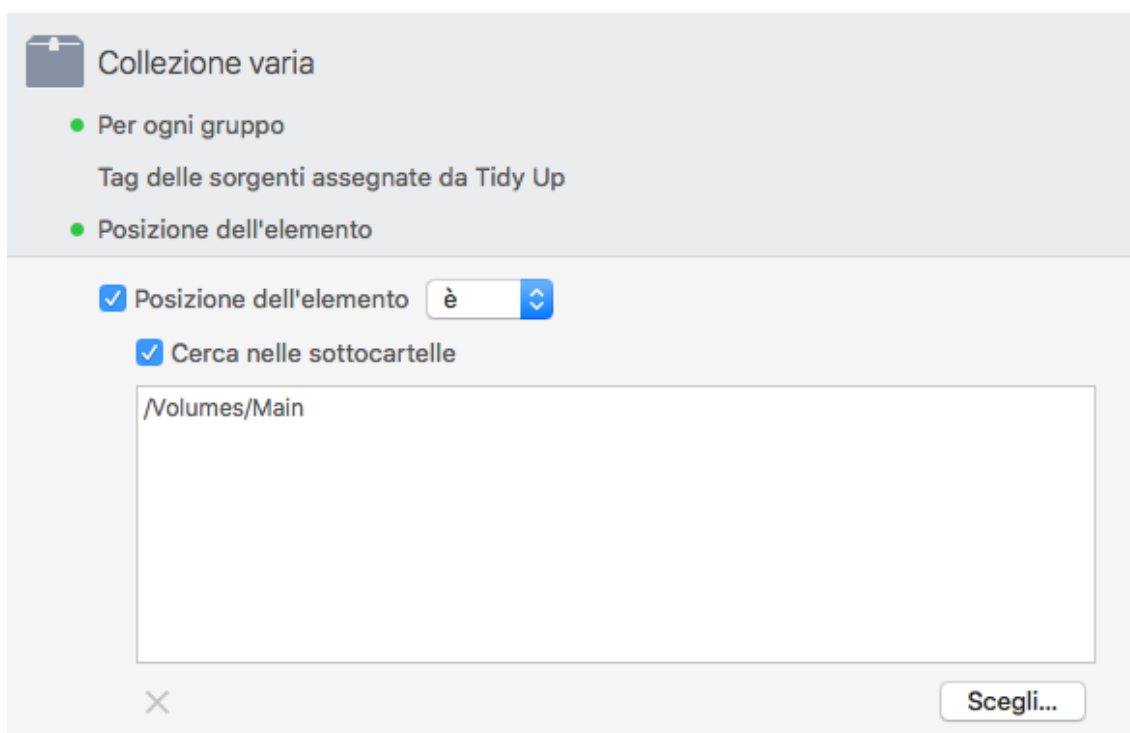 Collezione varia
Per ogni gruppo
Tag delle sorgenti assegnate da Tidy Up
Posizione dell'elemento
Posizione dell'elemento è
Cerca nelle sottocartelle
/Volumes/Main
Scegli...